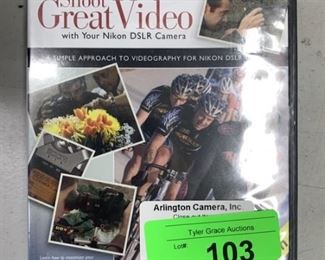 Shoot
Great Video
with Your Nikon DSLR Camera
SIMPLE APPROACH TO VIDEOGRAPHY FOR NIKON DSLR
Arlington Camera, Inc
Tyler Grace Auctions
Lot#:
103